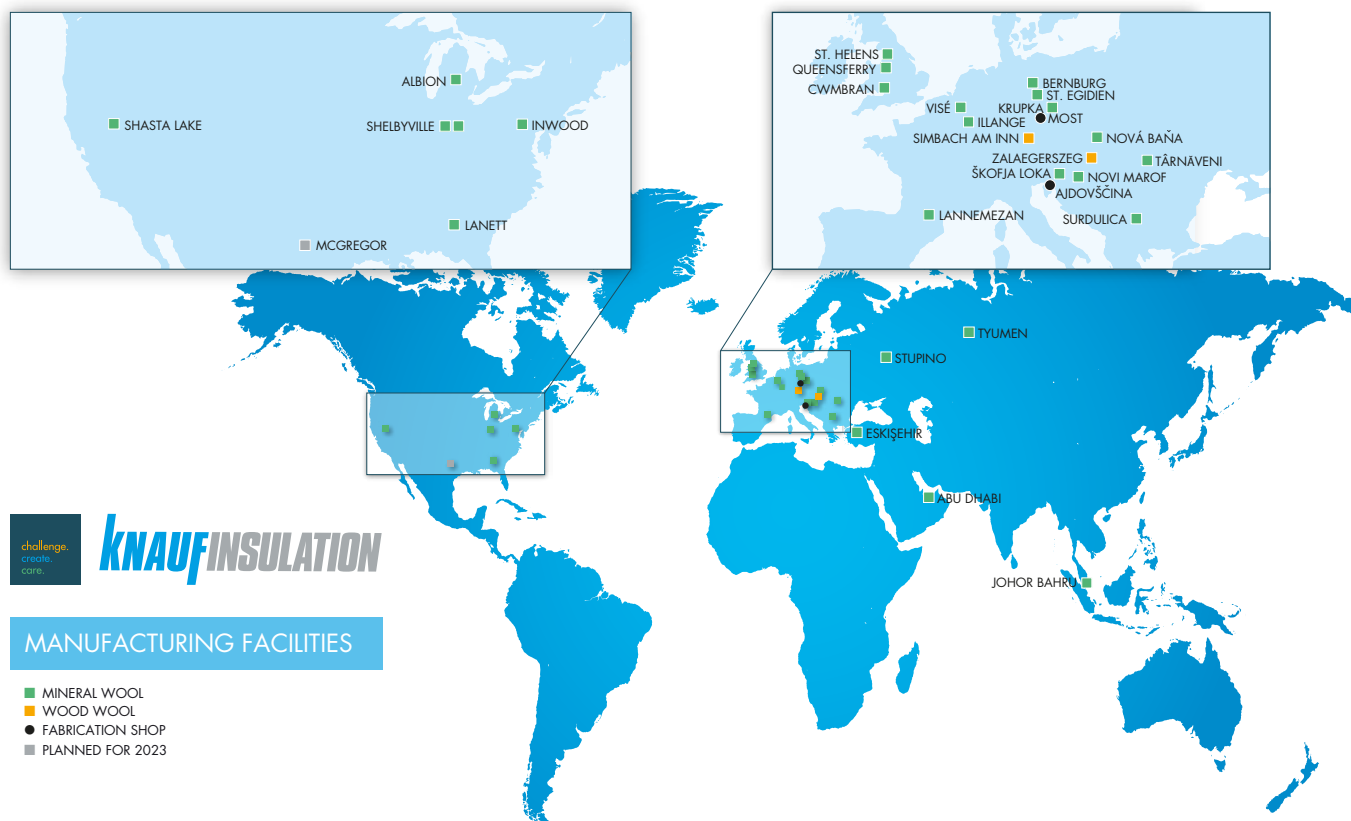 ALBION
SHASTA LAKE
SHELBYVILLE
INWOOD
LANETT
MCGREGOR
ST. HELENS
QUEENSFERRY
CWMBRAN
BERNBURG
ST. EGIDIEN
VISÉ
KRUPKA
ILLANGE
MOST
SIMBACH AM INN
NOVÁ BAŇA
ZALAEGERSZEG
TÂRNĂVENI
ŠKOFJA LOKA
NOVI MAROF
AJDOVŠČINA
LANNEMEZAN
SURDULICA
TYUMEN
STUPINO
ESKIŞEHIR
ABU DHABI
JOHOR BAHRU
challenge.
create.
care.
KNAUFINSULATION
MANUFACTURING FACILITIES
MINERAL WOOL
WOOD WOOL
FABRICATION SHOP
PLANNED FOR 2023